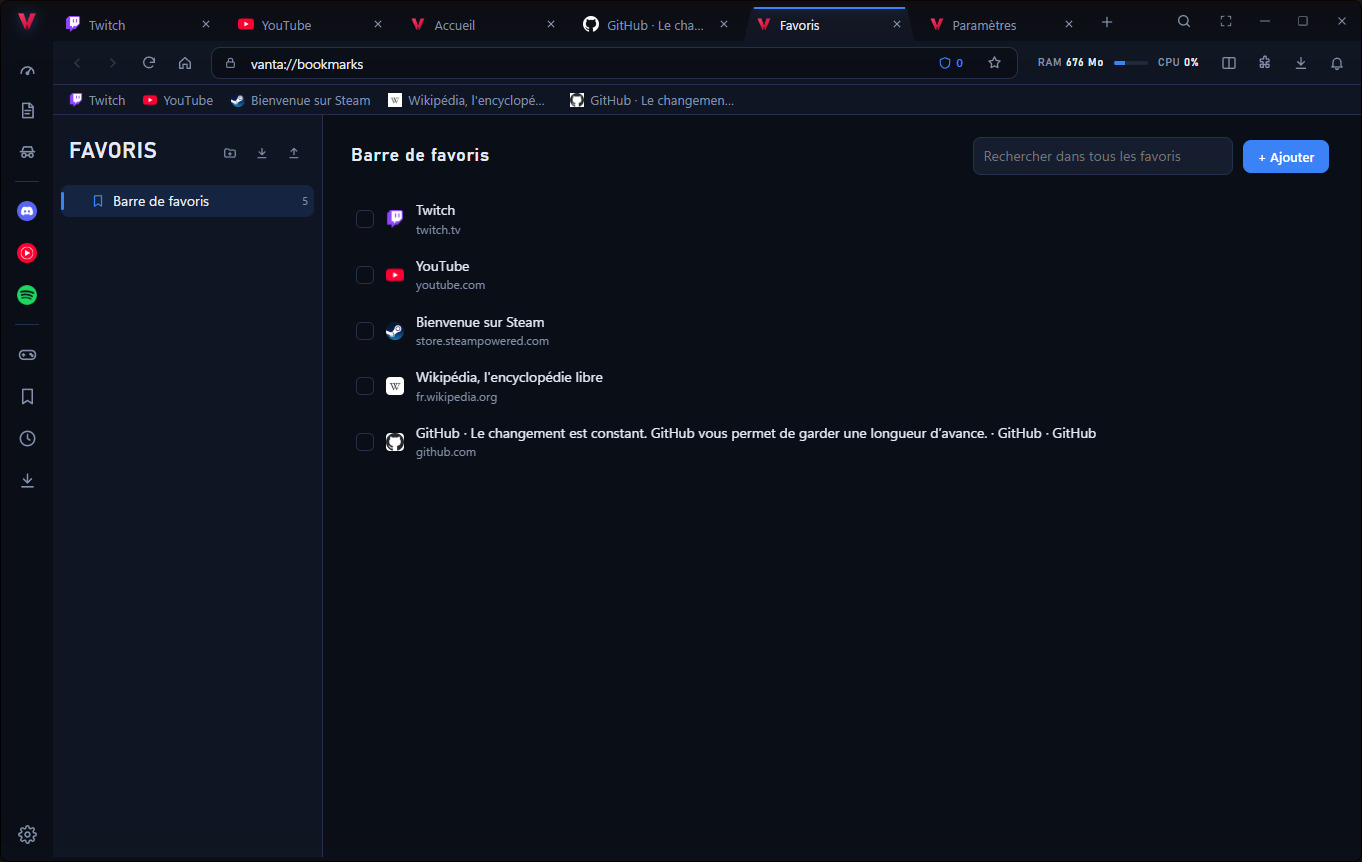 Twitch
YouTube
Accueil
GitHub · Le cha...
Favoris
Paramètres
vanta://bookmarks
0
RAM 676 Mo
CPU 0%
Twitch
YouTube
Bienvenue sur Steam
Wikipédia, l'encyclopé...
GitHub · Le changemen...
FAVORIS
Barre de favoris
5
Barre de favoris
Rechercher dans tous les favoris
+ Ajouter
Twitch
twitch.tv
YouTube
youtube.com
Bienvenue sur Steam
store.steampowered.com
W
Wikipédia, l'encyclopédie libre
fr.wikipedia.org
GitHub · Le changement est constant. GitHub vous permet de garder une longueur d’avance. · GitHub · GitHub
github.com